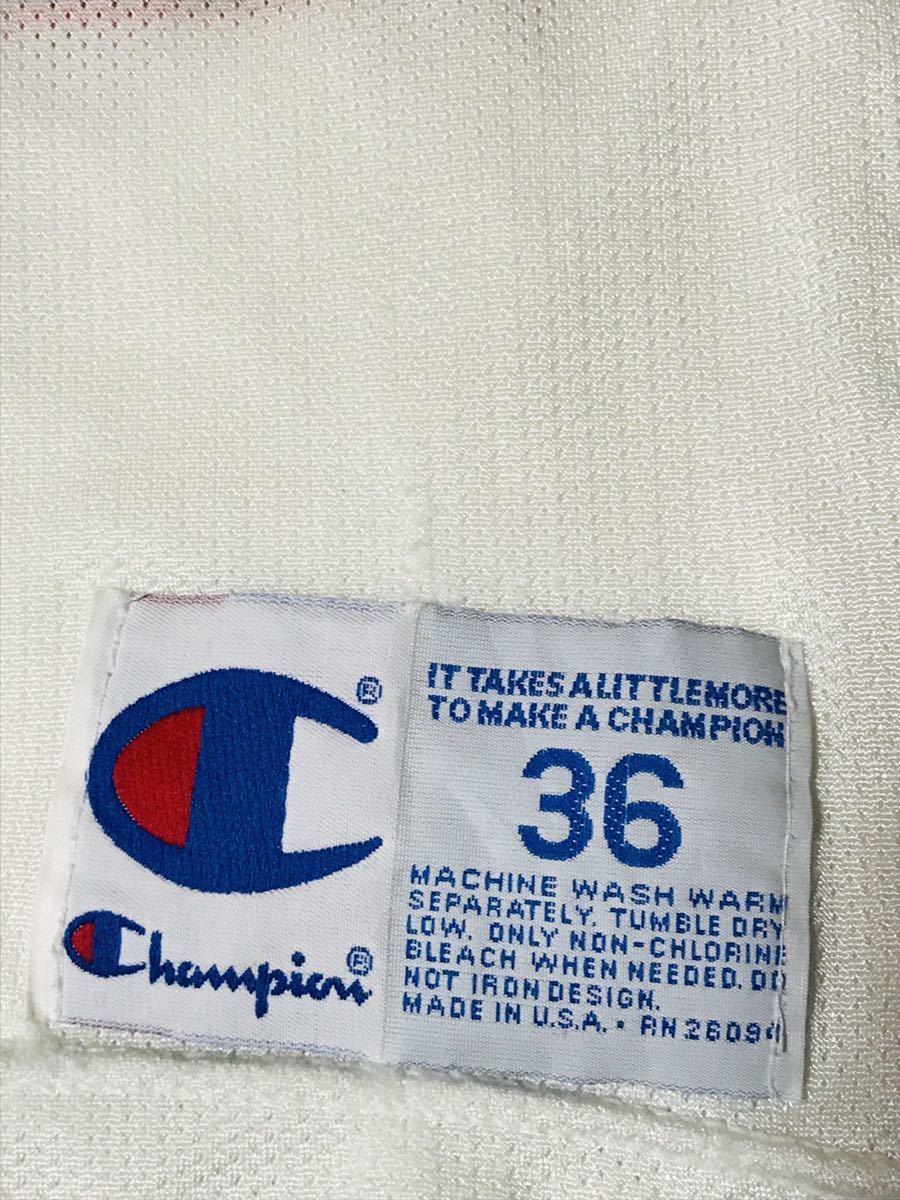 ®
Champion®
IT TAKES A LITTLE MORE
TO MAKE A CHAMPION
36
MACHINE WASH WARM
SEPARATELY. TUMBLE DRY
LOW. ONLY NON-CHLORINE
BLEACH WHEN NEEDED. DO
NOT IRON DESIGN.
MADE IN U.S.A. • RN 26094